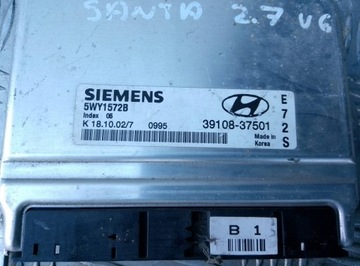 SANTA 2.7 V6
SIEMENS
5WY1572B
Index 06
K 18.10.02/7 0995
39108-37501
Made in
Korea
E
7
2
S
B 1